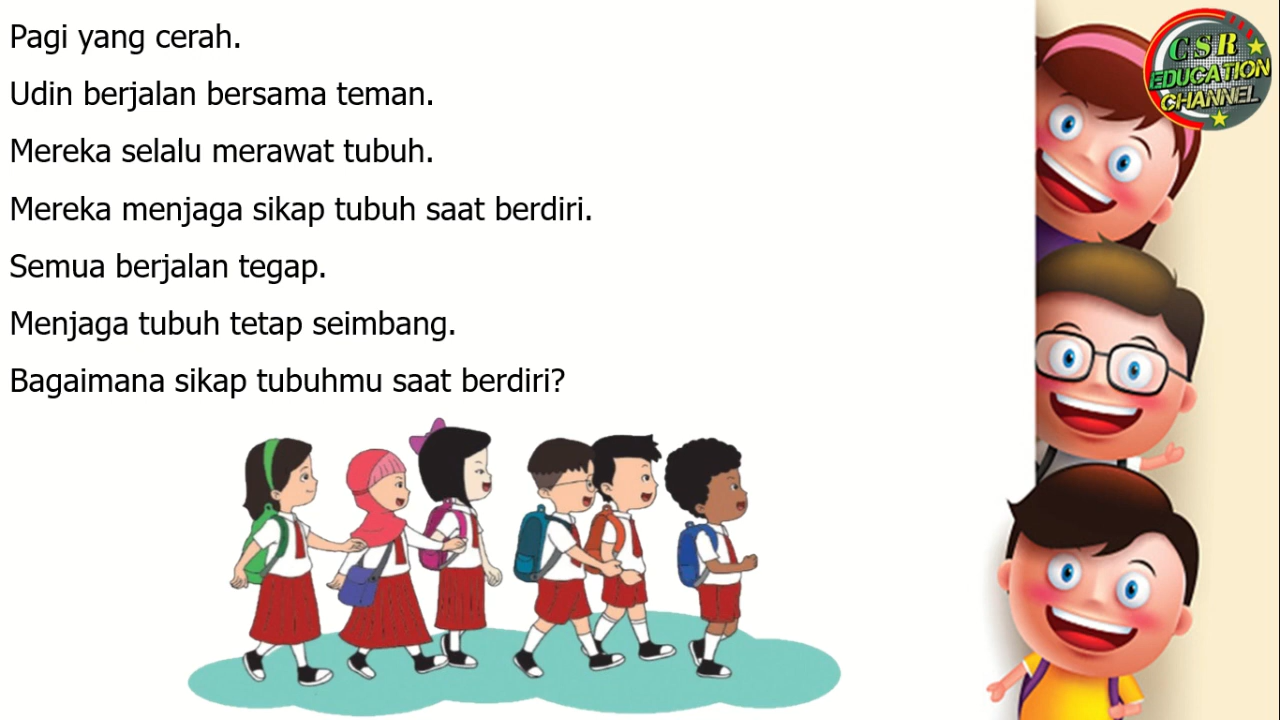 Pagi yang cerah.
Udin berjalan bersama teman.
Mereka selalu merawat tubuh.
Mereka menjaga sikap tubuh saat berdiri.
Semua berjalan tegap.
Menjaga tubuh tetap seimbang.
Bagaimana sikap tubuhmu saat berdiri?
CSR
EDUCATION
CHANNEL